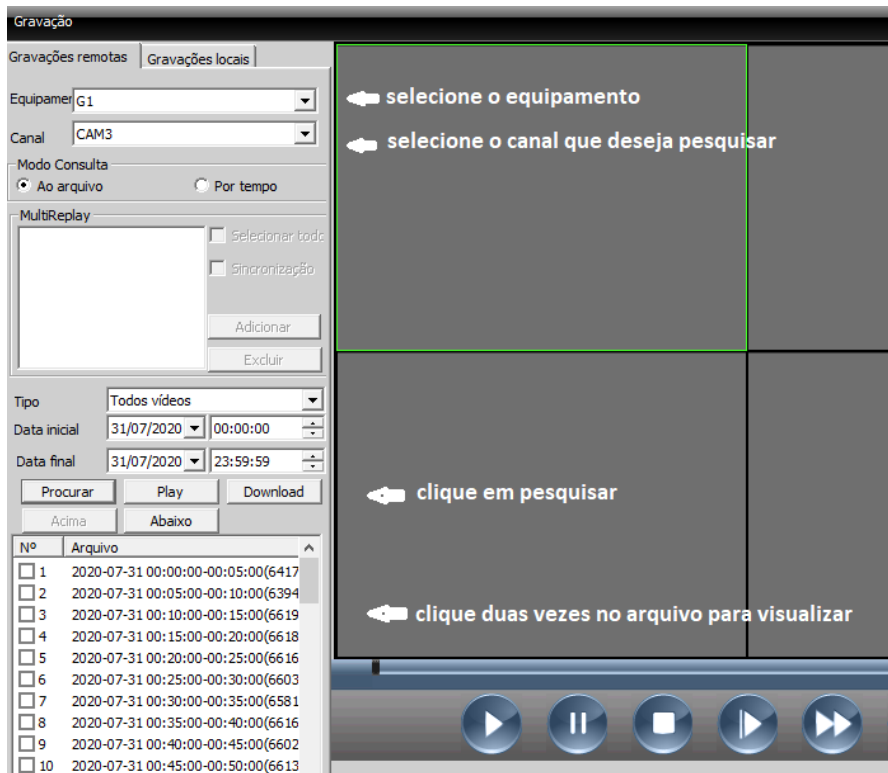 Gravação
Gravações remotas
Gravações locais
Equipamer
G1
Canal
CAM3
Modo Consulta
Ao arquivo
Por tempo
MultiReplay
Selecionar todc
Sincronização
Adicionar
Excluir
Tipo
Todos vídeos
Data inicial
31/07/2020
00:00:00
Data final
31/07/2020
23:59:59
Procurar
Play
Download
Acima
Abaixo
Nº
Arquivo
1 2020-07-31 00:00:00-00:05:00(6417
2 2020-07-31 00:05:00-00:10:00(6394
3 2020-07-31 00:10:00-00:15:00(6619
4 2020-07-31 00:15:00-00:20:00(6618
5 2020-07-31 00:20:00-00:25:00(6616
6 2020-07-31 00:25:00-00:30:00(6603
7 2020-07-31 00:30:00-00:35:00(6581
8 2020-07-31 00:35:00-00:40:00(6616
9 2020-07-31 00:40:00-00:45:00(6602
10 2020-07-31 00:45:00-00:50:00(6613
selecione o equipamento
selecione o canal que deseja pesquisar
clique em pesquisar
clique duas vezes no arquivo para visualizar